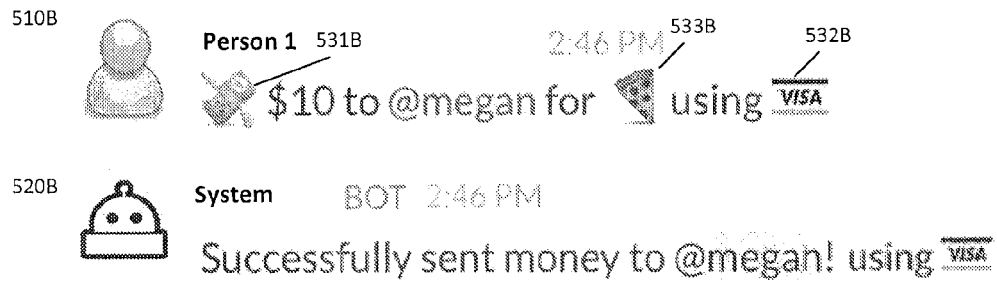 510B
Person 1 531B 2:46 PM 533B 532B
$10 to @megan for using VISA
520B
System BOT 2:46 PM
Successfully sent money to @megan! using VISA